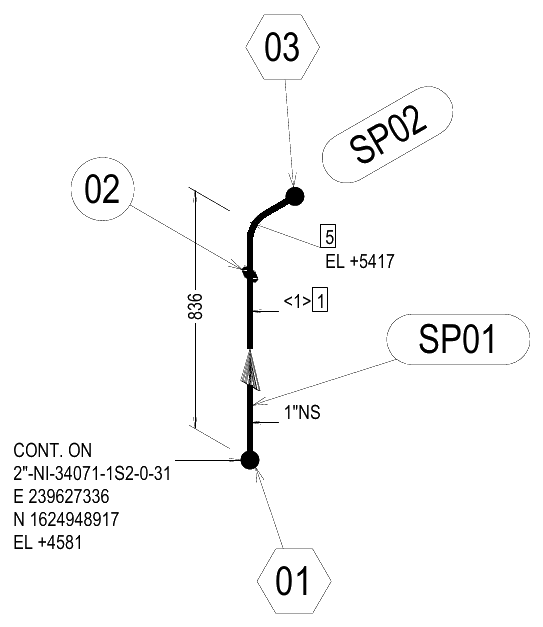 03
SP02
02
5
EL +5417
836
<1> 1
SP01
1"NS
CONT. ON
2"-NI-34071-1S2-0-31
E 239627336
N 1624948917
EL +4581
01